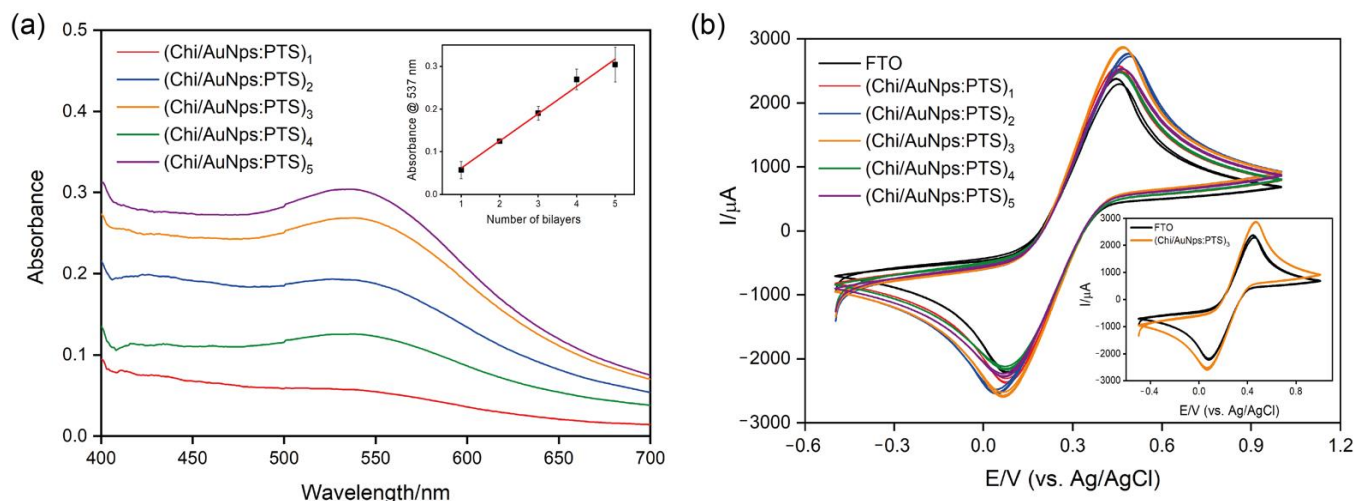 (a)
(Chi/AuNps:PTS)₁
(Chi/AuNps:PTS)₂
(Chi/AuNps:PTS)₃
(Chi/AuNps:PTS)₄
(Chi/AuNps:PTS)₅
0.5
0.4
0.3
0.2
0.1
0.0
Absorbance
400
450
500
550
600
650
700
Wavelength/nm
0.3
0.2
0.1
0.0
Absorbance @ 537 nm
1
2
3
4
5
Number of bilayers
(b)
FTO
(Chi/AuNps:PTS)₁
(Chi/AuNps:PTS)₂
(Chi/AuNps:PTS)₃
(Chi/AuNps:PTS)₄
(Chi/AuNps:PTS)₅
3000
2000
1000
0
−1000
−2000
−3000
I/μA
−0.6
−0.3
0.0
0.3
0.6
0.9
1.2
E/V (vs. Ag/AgCl)
FTO
(Chi/AuNps:PTS)₃
3000
2000
1000
0
−1000
−2000
−3000
I/μA
−0.4
0.0
0.4
0.8
E/V (vs. Ag/AgCl)